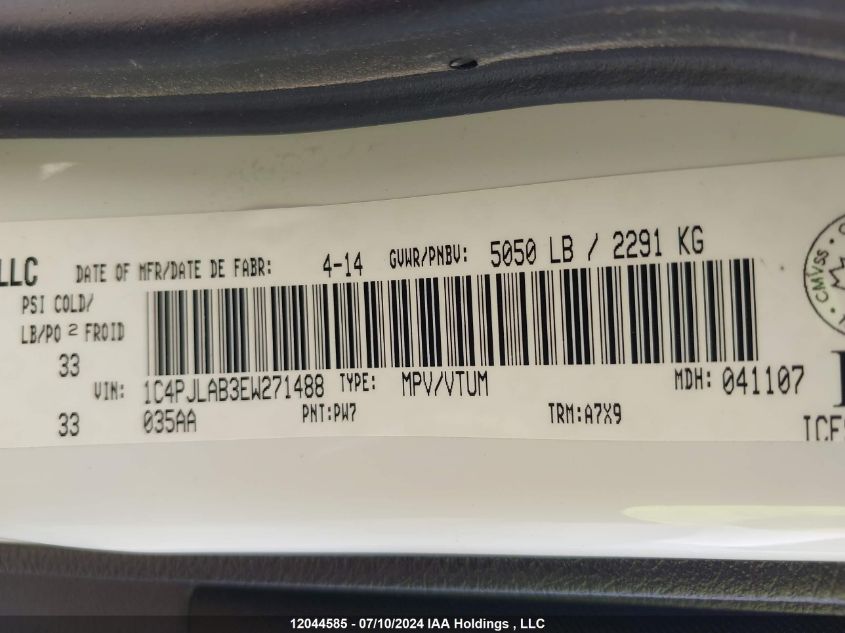 LLC DATE OF MFR/DATE DE FABR: 4-14 GVWR/PNBV: 5050 LB / 2291 KG
PSI COLD/
LB/PO 2 FROID
33
VIN: 1C4PJLAB3EW271488 TYPE: MPV/VTUM MDH: 041107
33 035AA PNT:PW7 TRM:A7X9
CMVSS
12044585 - 07/10/2024 IAA Holdings , LLC